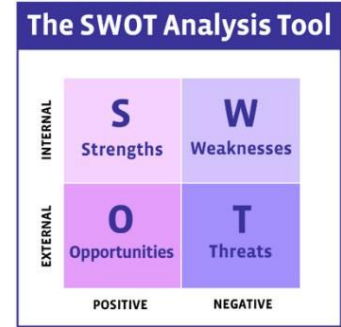 The SWOT Analysis Tool
INTERNAL
S
Strengths
W
Weaknesses
EXTERNAL
O
Opportunities
T
Threats
POSITIVE
NEGATIVE